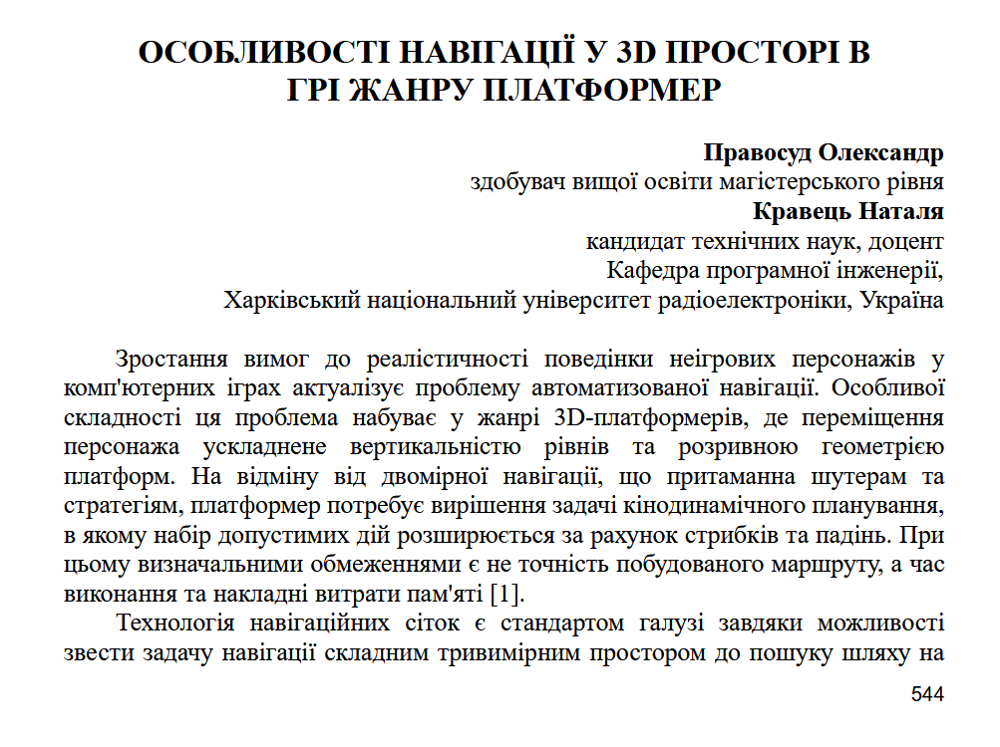 ОСОБЛИВОСТІ НАВІГАЦІЇ У 3D ПРОСТОРІ В
ГРІ ЖАНРУ ПЛАТФОРМЕР
Правосуд Олександр
здобувач вищої освіти магістерського рівня
Кравець Наталя
кандидат технічних наук, доцент
Кафедра програмної інженерії,
Харківський національний університет радіоелектроніки, Україна
Зростання вимог до реалістичності поведінки неігрових персонажів у
комп'ютерних іграх актуалізує проблему автоматизованої навігації. Особливої
складності ця проблема набуває у жанрі 3D-платформерів, де переміщення
персонажа ускладнене вертикальністю рівнів та розривною геометрією
платформ. На відміну від двомірної навігації, що притаманна шутерам та
стратегіям, платформер потребує вирішення задачі кінодинамічного планування,
в якому набір допустимих дій розширюється за рахунок стрибків та падінь. При
цьому визначальними обмеженнями є не точність побудованого маршруту, а час
виконання та накладні витрати пам'яті [1].
Технологія навігаційних сіток є стандартом галузі завдяки можливості
звести задачу навігації складним тривимірним простором до пошуку шляху на
544